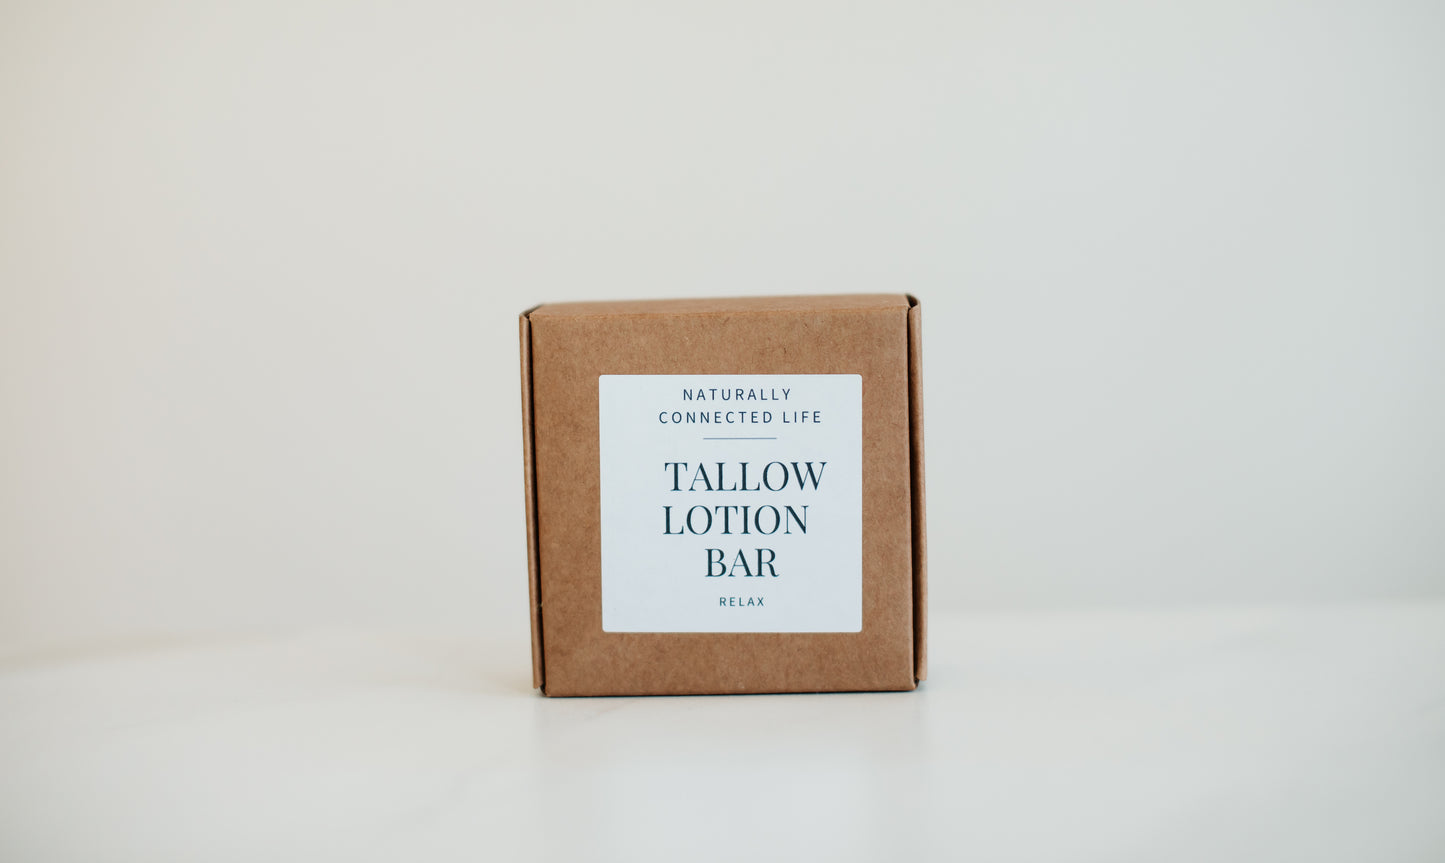 NATURALLY
CONNECTED LIFE
TALLOW
LOTION
BAR
RELAX